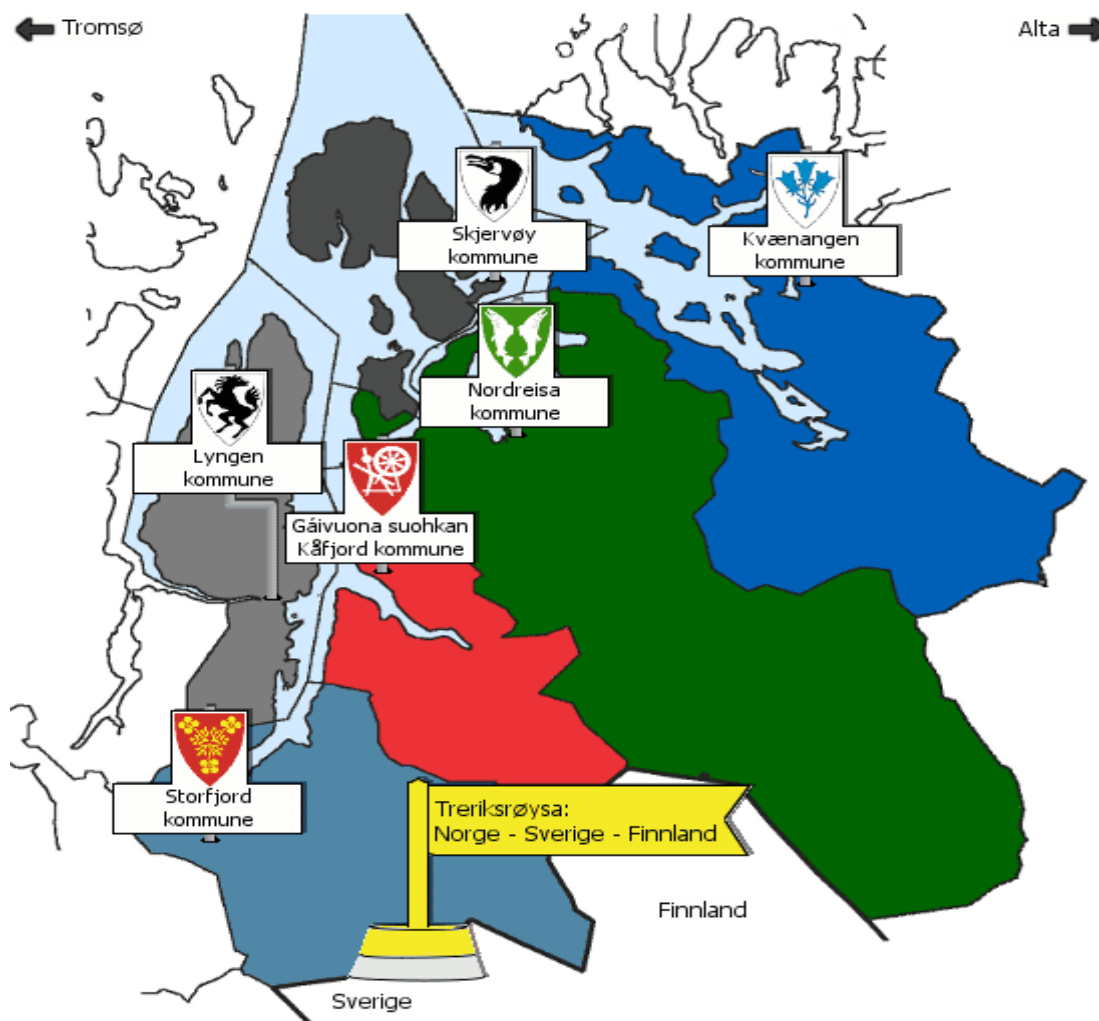 Tromsø
Alta
Skjervøy
kommune
Kvænangen
kommune
Nordreisa
kommune
Lyngen
kommune
Gáivuona suohkan
Kåfjord kommune
Storfjord
kommune
Treriksrøysa:
Norge - Sverige - Finnland
Finnland
Sverige